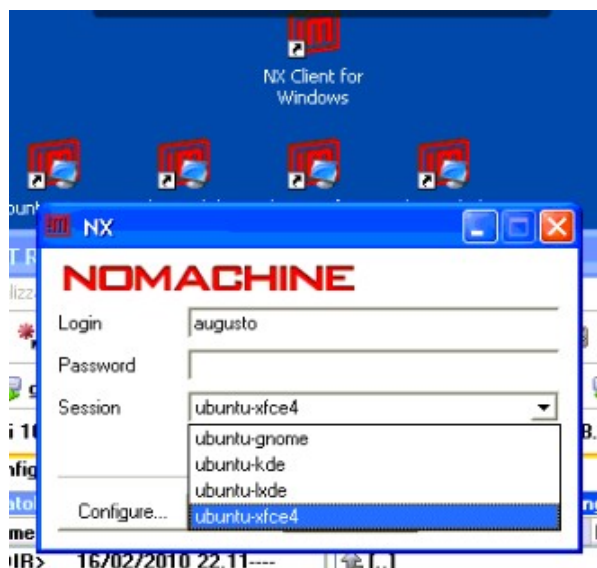 NX Client for
Windows
NX
NOMACHINE
Login augusto
Password
Session ubuntu-xfce4
ubuntu-gnome
ubuntu-kde
ubuntu-lxde
Configure... ubuntu-xfce4
16/02/2010 22.11---- [..]